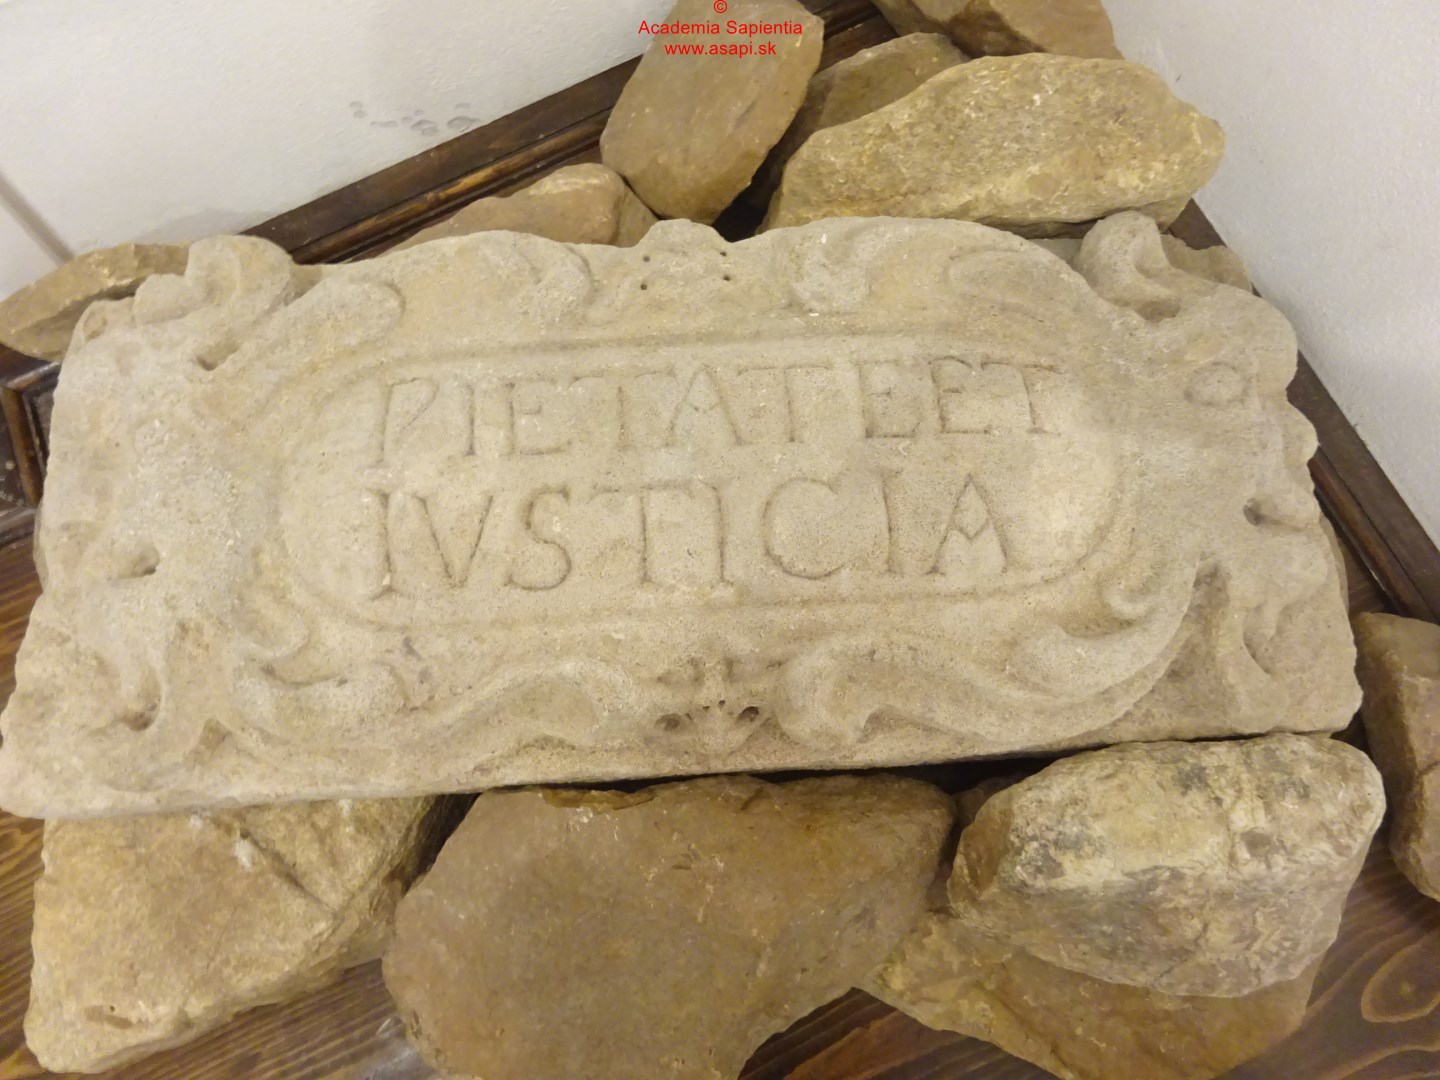 ©
Academia Sapientia
www.asapi.sk
PIETATE ET
IVSTICIA